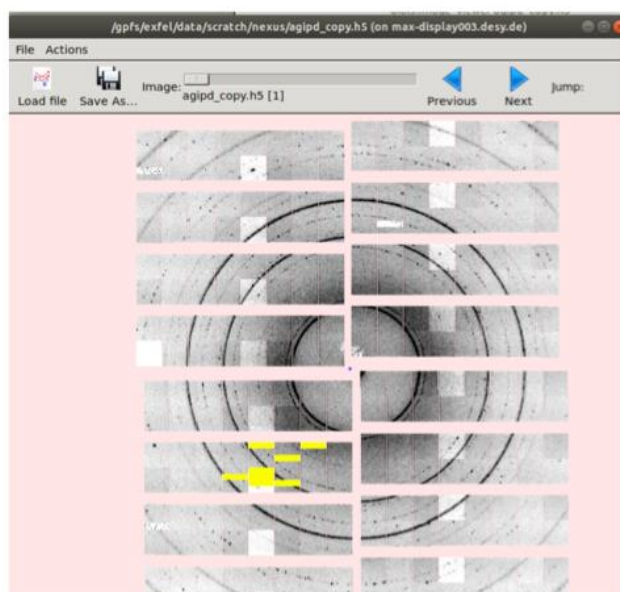 /gpfs/exfel/data/scratch/nexus/agipd_copy.h5 (on max-display003.desy.de)
File Actions
Load file Save As... Image: agipd_copy.h5 [1] Previous Next Jump: